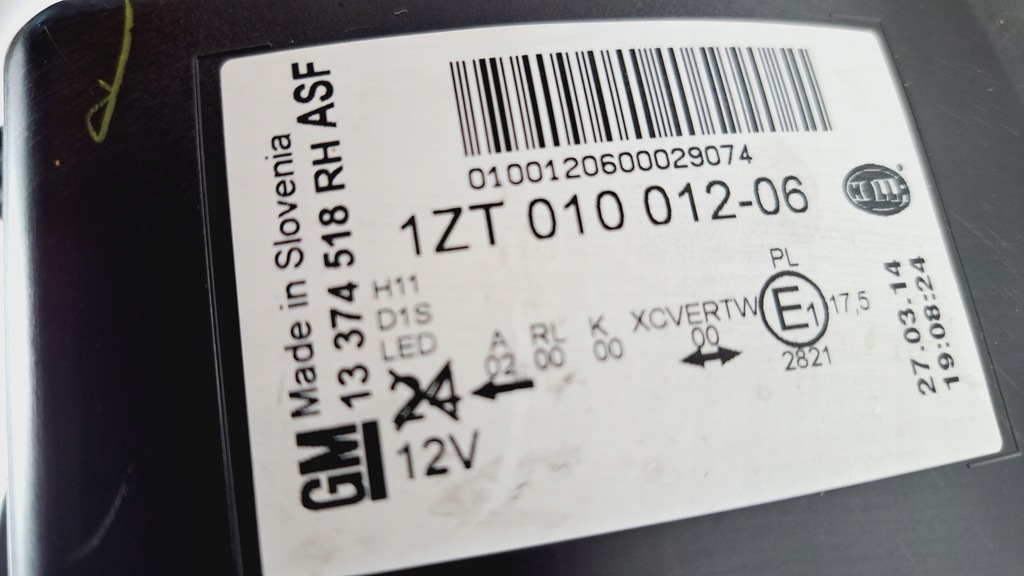 0100120600029074
1ZT 010 012-06
HELLA
Made in Slovenia
GM 13 374 518 RH ASF
H11
D1S
LED
24
12V
A
02
RL
00
K
00
XCVERTW
00
PL
E1
17,5
2821
27.03.14
19:08:24